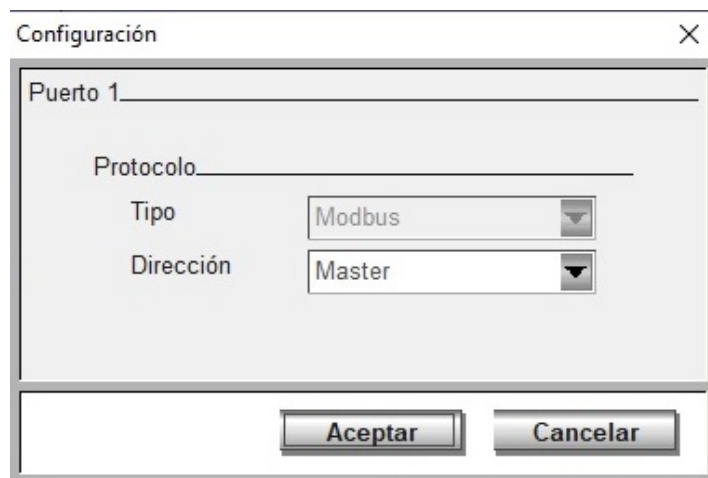 Configuración
Puerto 1
Protocolo
Tipo Modbus
Dirección Master
Aceptar Cancelar